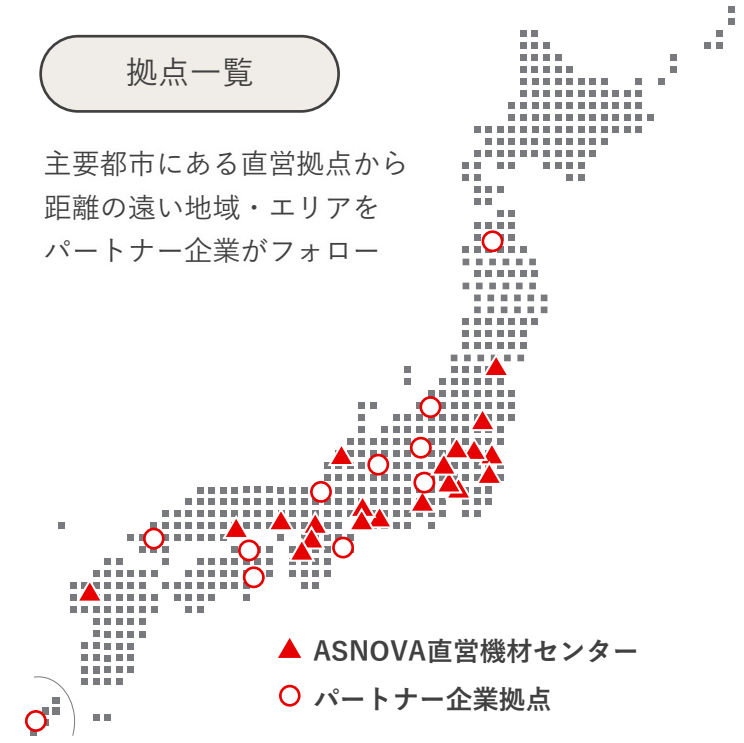 拠点一覧
主要都市にある直営拠点から
距離の遠い地域・エリアを
パートナー企業がフォロー
ASNOVA直営機材センター
パートナー企業拠点